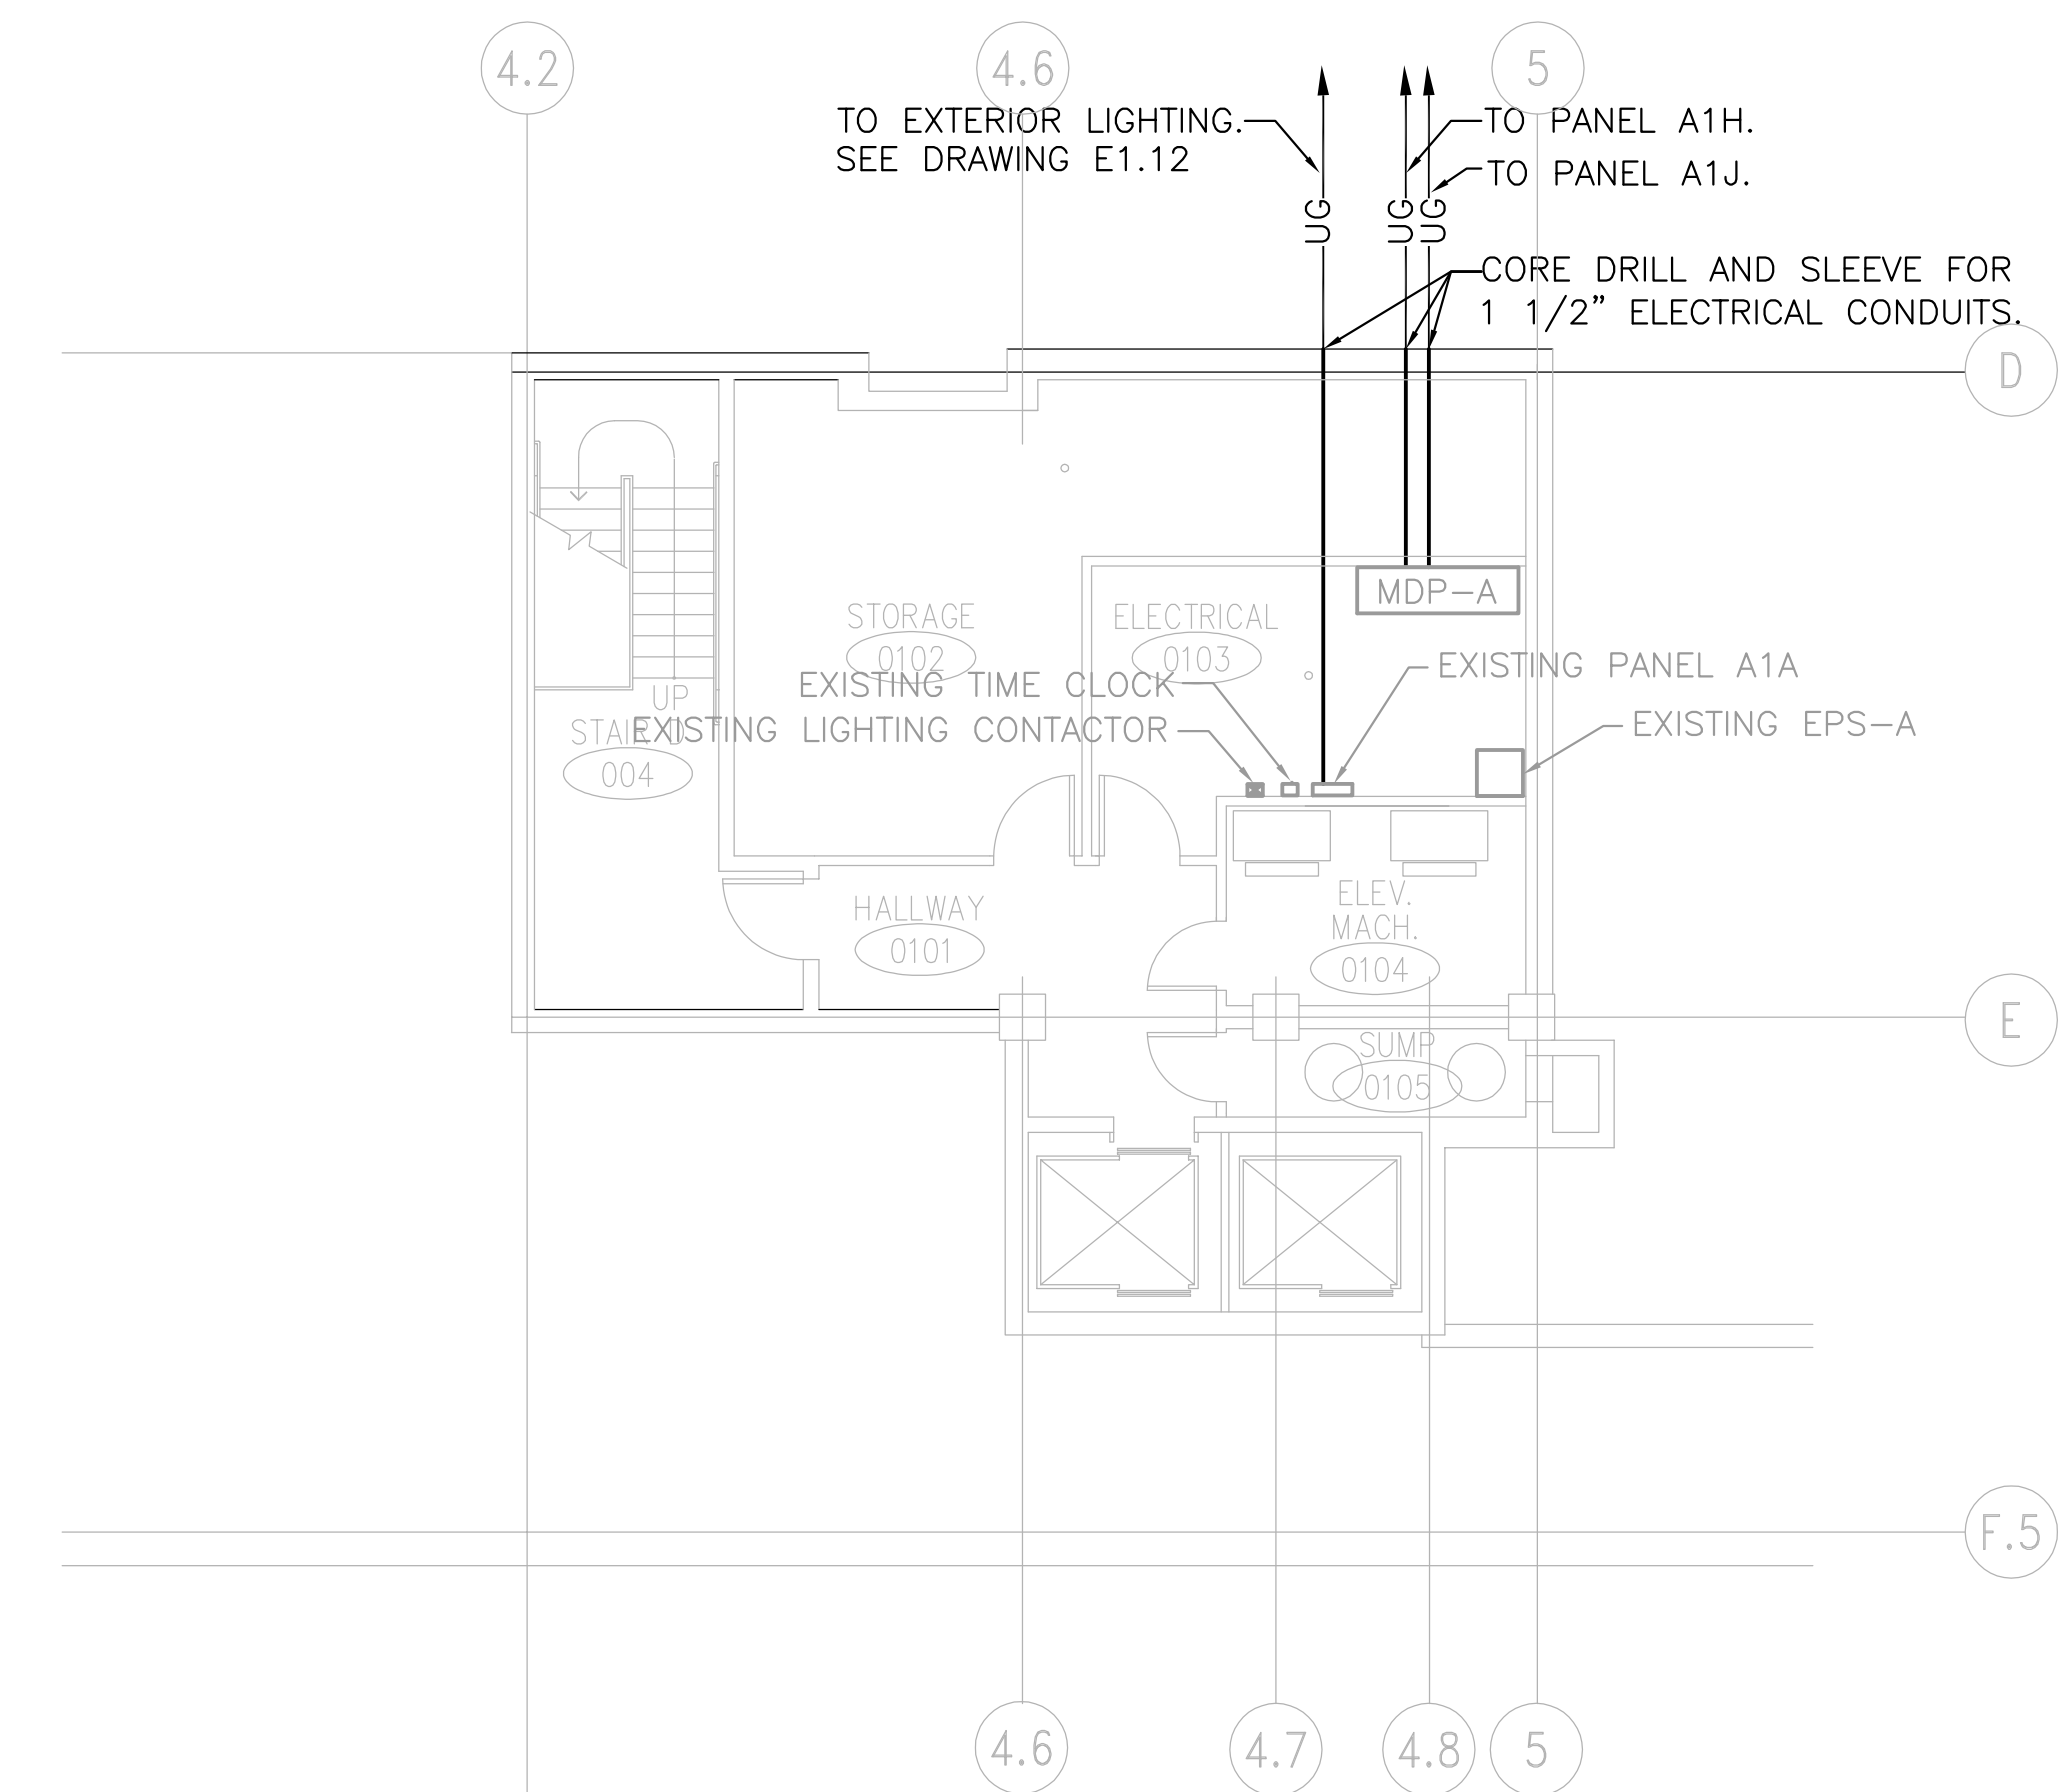 4.2
4.6
5
TO EXTERIOR LIGHTING.
SEE DRAWING E1.12
TO PANEL A1H.
TO PANEL A1J.
UG
UG
UG
CORE DRILL AND SLEEVE FOR
1 1/2" ELECTRICAL CONDUITS.
D
MDP-A
STORAGE
0102
ELECTRICAL
0103
EXISTING TIME CLOCK
EXISTING PANEL A1A
UP
STAIR D
004
EXISTING LIGHTING CONTACTOR
EXISTING EPS-A
HALLWAY
0101
ELEV.
MACH.
0104
E
SUMP
0105
F.5
4.6
4.7
4.8
5